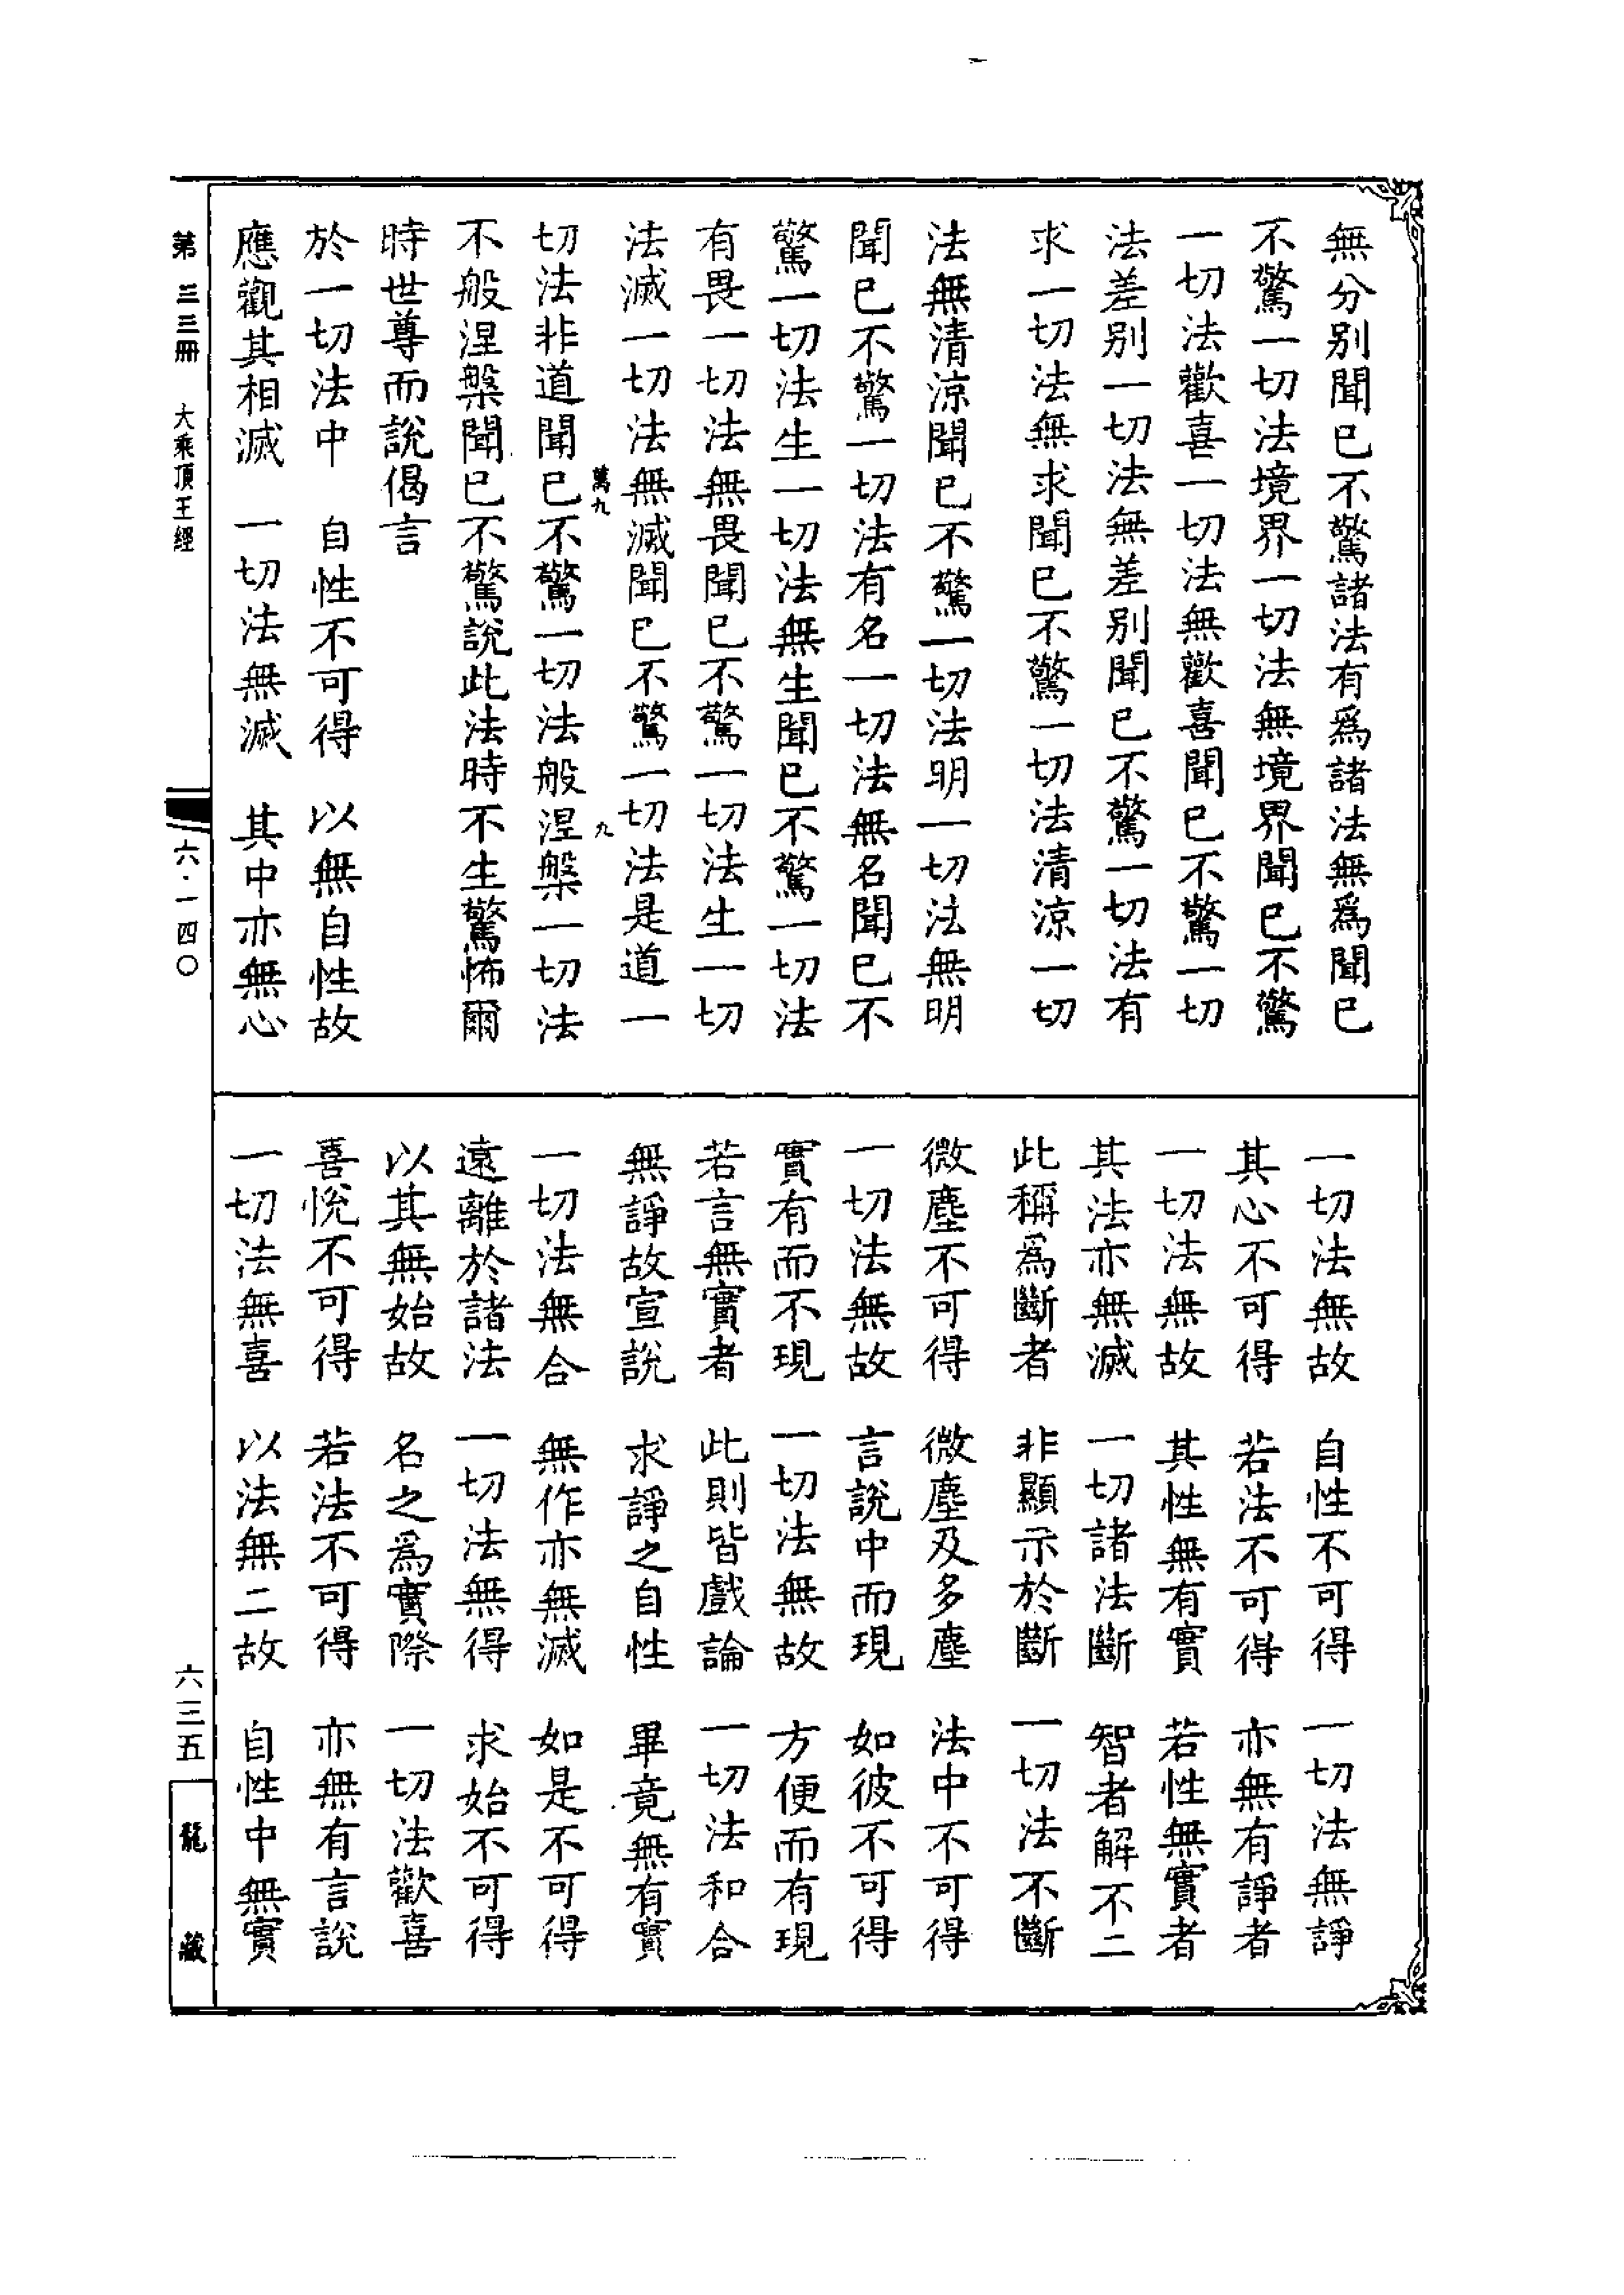 無分别聞已不驚諸法有爲諸法無爲聞已
不驚一切法境界一切法無境界聞已不驚
一切法歡喜一切法無歡喜聞已不驚一切
法差别一切法無差别聞已不驚一切法有
求一切法無求聞已不驚一切法清涼一切
法無清涼聞已不驚一切法明一切法無明
聞已不驚一切法有名一切法無名聞已不
驚一切法生一切法無生聞已不驚一切法
有畏一切法無畏聞已不驚一切法生一切
法滅一切法無滅聞已不驚一切法是道一
萬九 九
切法非道聞已不驚一切法般涅槃一切法
不般涅槃聞已不驚說此法時不生驚怖爾
時世尊而說偈言
於一切法中 自性不可得 以無自性故
應觀其相滅 一切法無滅 其中亦無心
一切法無故 自性不可得 一切法無諍
其心不可得 若法不可得 亦無有諍者
一切法無故 其性無有實 若性無實者
其法亦無滅 一切諸法斷 智者解不二
此稱爲斷者 非顯示於斷 一切法不斷
微塵不可得 微塵及多塵 法中不可得
一切法無故 言說中而現 如彼不可得
實有而不現 一切法無故 方便而有現
若言無實者 此則皆戲論 一切法和合
無諍故宣說 求諍之自性 畢竟無有實
一切法無合 無作亦無滅 如是不可得
遠離於諸法 一切法無得 求始不可得
以其無始故 名之爲實際 一切法歡喜
喜悅不可得 若法不可得 亦無有言說
一切法無喜 以法無二故 自性中無實
第三三冊 大乘頂王經 六·一四〇 六三五 龍藏